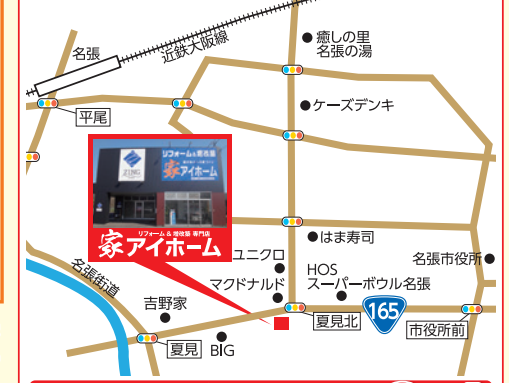 癒しの里
名張の湯
近鉄大阪線
名張
ケーズデンキ
平尾
ZING
リフォーム&増改築
家アイホーム
リフォーム & 増改築 専門店
家アイホーム
はま寿司
ユニクロ
名張市役所
名張街道
マクドナルド
HOS
スーパーボウル名張
吉野家
165
夏見北
市役所前
夏見
BIG